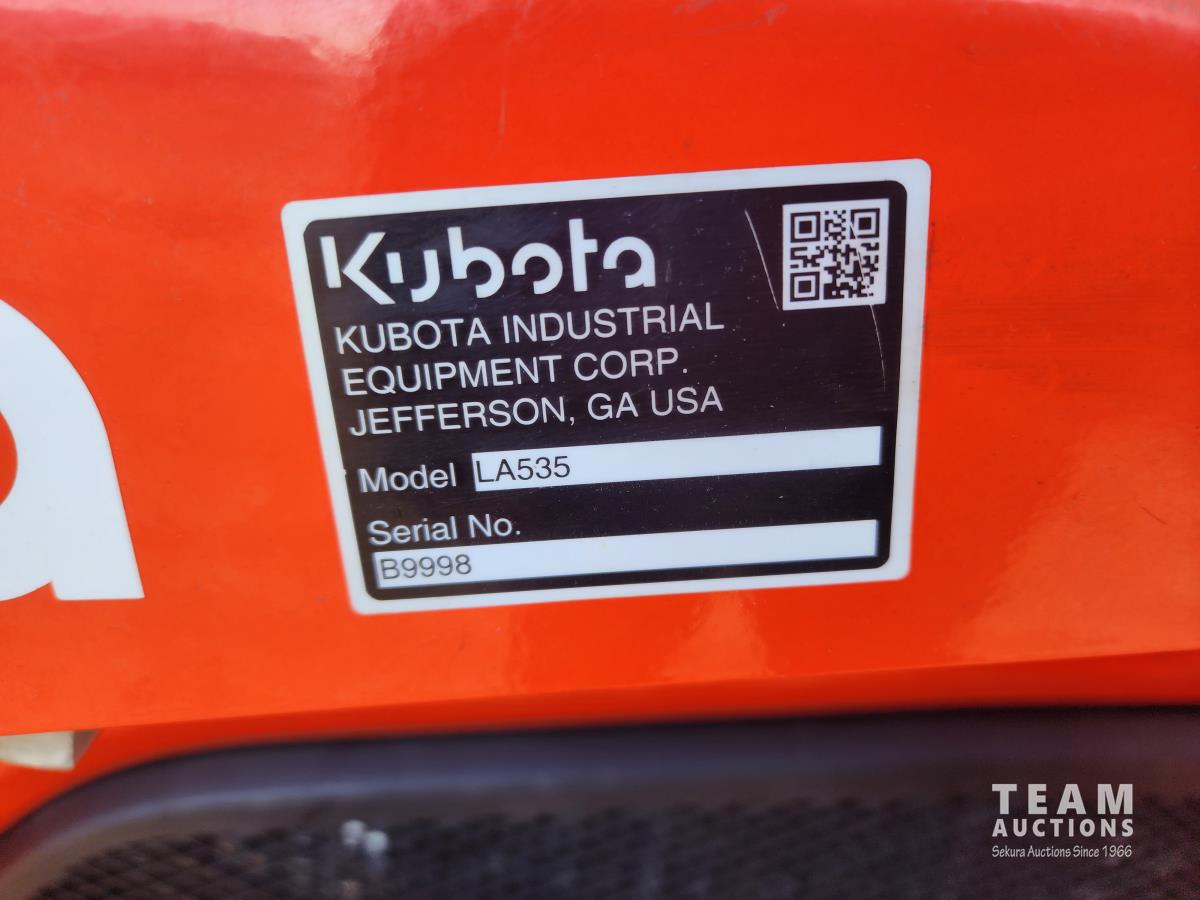 Kubota
KUBOTA INDUSTRIAL
EQUIPMENT CORP.
JEFFERSON, GA USA
Model LA535
Serial No.
B9998
a
TEAM
AUCTIONS
Sekura Auctions Since 1966